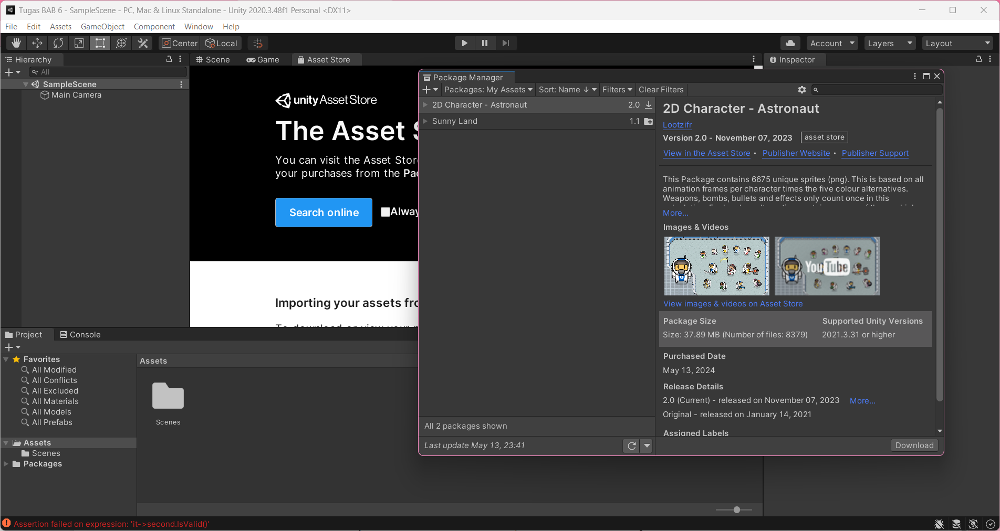 Tugas BAB 6 - SampleScene - PC, Mac & Linux Standalone - Unity 2020.3.48f1 Personal <DX11>
File Edit Assets GameObject Component Window Help
Center Local Account Layers Layout
Hierarchy
All
SampleScene
Main Camera
Scene Game Asset Store
unity Asset Store
The Asset
You can visit the Asset Stor
your purchases from the
Search online
Importing your assets
Inspector
Package Manager
Packages: My Assets Sort: Name ↓ Filters Clear Filters
2D Character - Astronaut 2.0
Sunny Land 1.1
All 2 packages shown
Last update May 13, 23:41
2D Character - Astronaut
Lootzifr
Version 2.0 - November 07, 2023 asset store
View in the Asset Store • Publisher Website • Publisher Support
This Package contains 6675 unique sprites (png). This is based on all
animation frames per character times the five colour alternatives.
Weapons, bombs, bullets and effects only count once in this
More...
Images & Videos
YouTube
View images & videos on Asset Store
Package Size Supported Unity Versions
Size: 37.89 MB (Number of files: 8379) 2021.3.31 or higher
Purchased Date
May 13, 2024
Release Details
2.0 (Current) - released on November 07, 2023 More...
Original - released on January 14, 2021
Assigned Labels
Download
Project Console
Favorites
All Modified
All Conflicts
All Excluded
All Materials
All Models
All Prefabs
Assets
Scenes
Packages
Assets
Scenes
Assertion failed on expression: 'it->second.IsValid()'